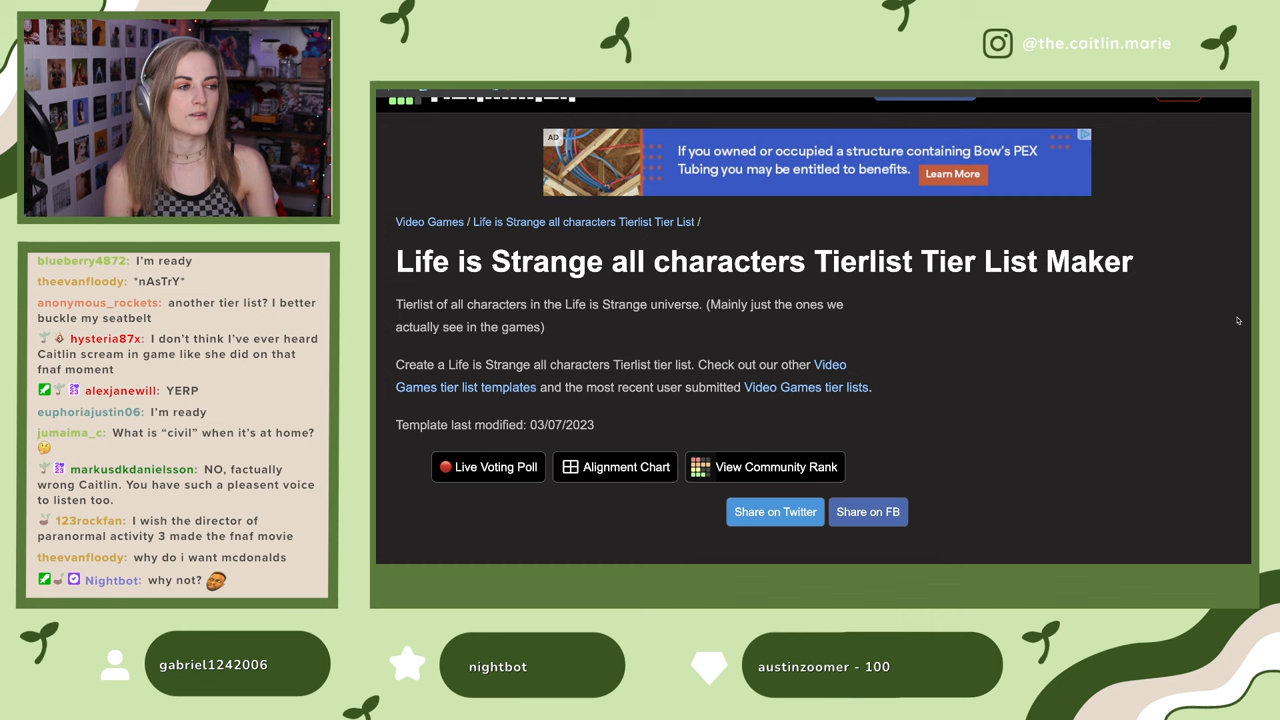 @the.caitlin.marie
AD
If you owned or occupied a structure containing Bow's PEX
Tubing you may be entitled to benefits.
Learn More
Video Games / Life is Strange all characters Tierlist Tier List /
Life is Strange all characters Tierlist Tier List Maker
Tierlist of all characters in the Life is Strange universe. (Mainly just the ones we
actually see in the games)
Create a Life is Strange all characters Tierlist tier list. Check out our other Video
Games tier list templates and the most recent user submitted Video Games tier lists.
Template last modified: 03/07/2023
Live Voting Poll
Alignment Chart
View Community Rank
Share on Twitter
Share on FB
blueberry4872: I'm ready
theevanfloody: *nAsTrY*
anonymous_rockets: another tier list? I better
buckle my seatbelt
hysteria87x: I don't think I've ever heard
Caitlin scream in game like she did on that
fnaf moment
alexjanewill: YERP
euphoriajustin06: I'm ready
jumaima_c: What is "civil" when it's at home?
markusdkdanielsson: NO, factually
wrong Caitlin. You have such a pleasent voice
to listen too.
123rockfan: I wish the director of
paranormal activity 3 made the fnaf movie
theevanfloody: why do i want mcdonalds
Nightbot: why not?
gabriel1242006
nightbot
austinzoomer - 100